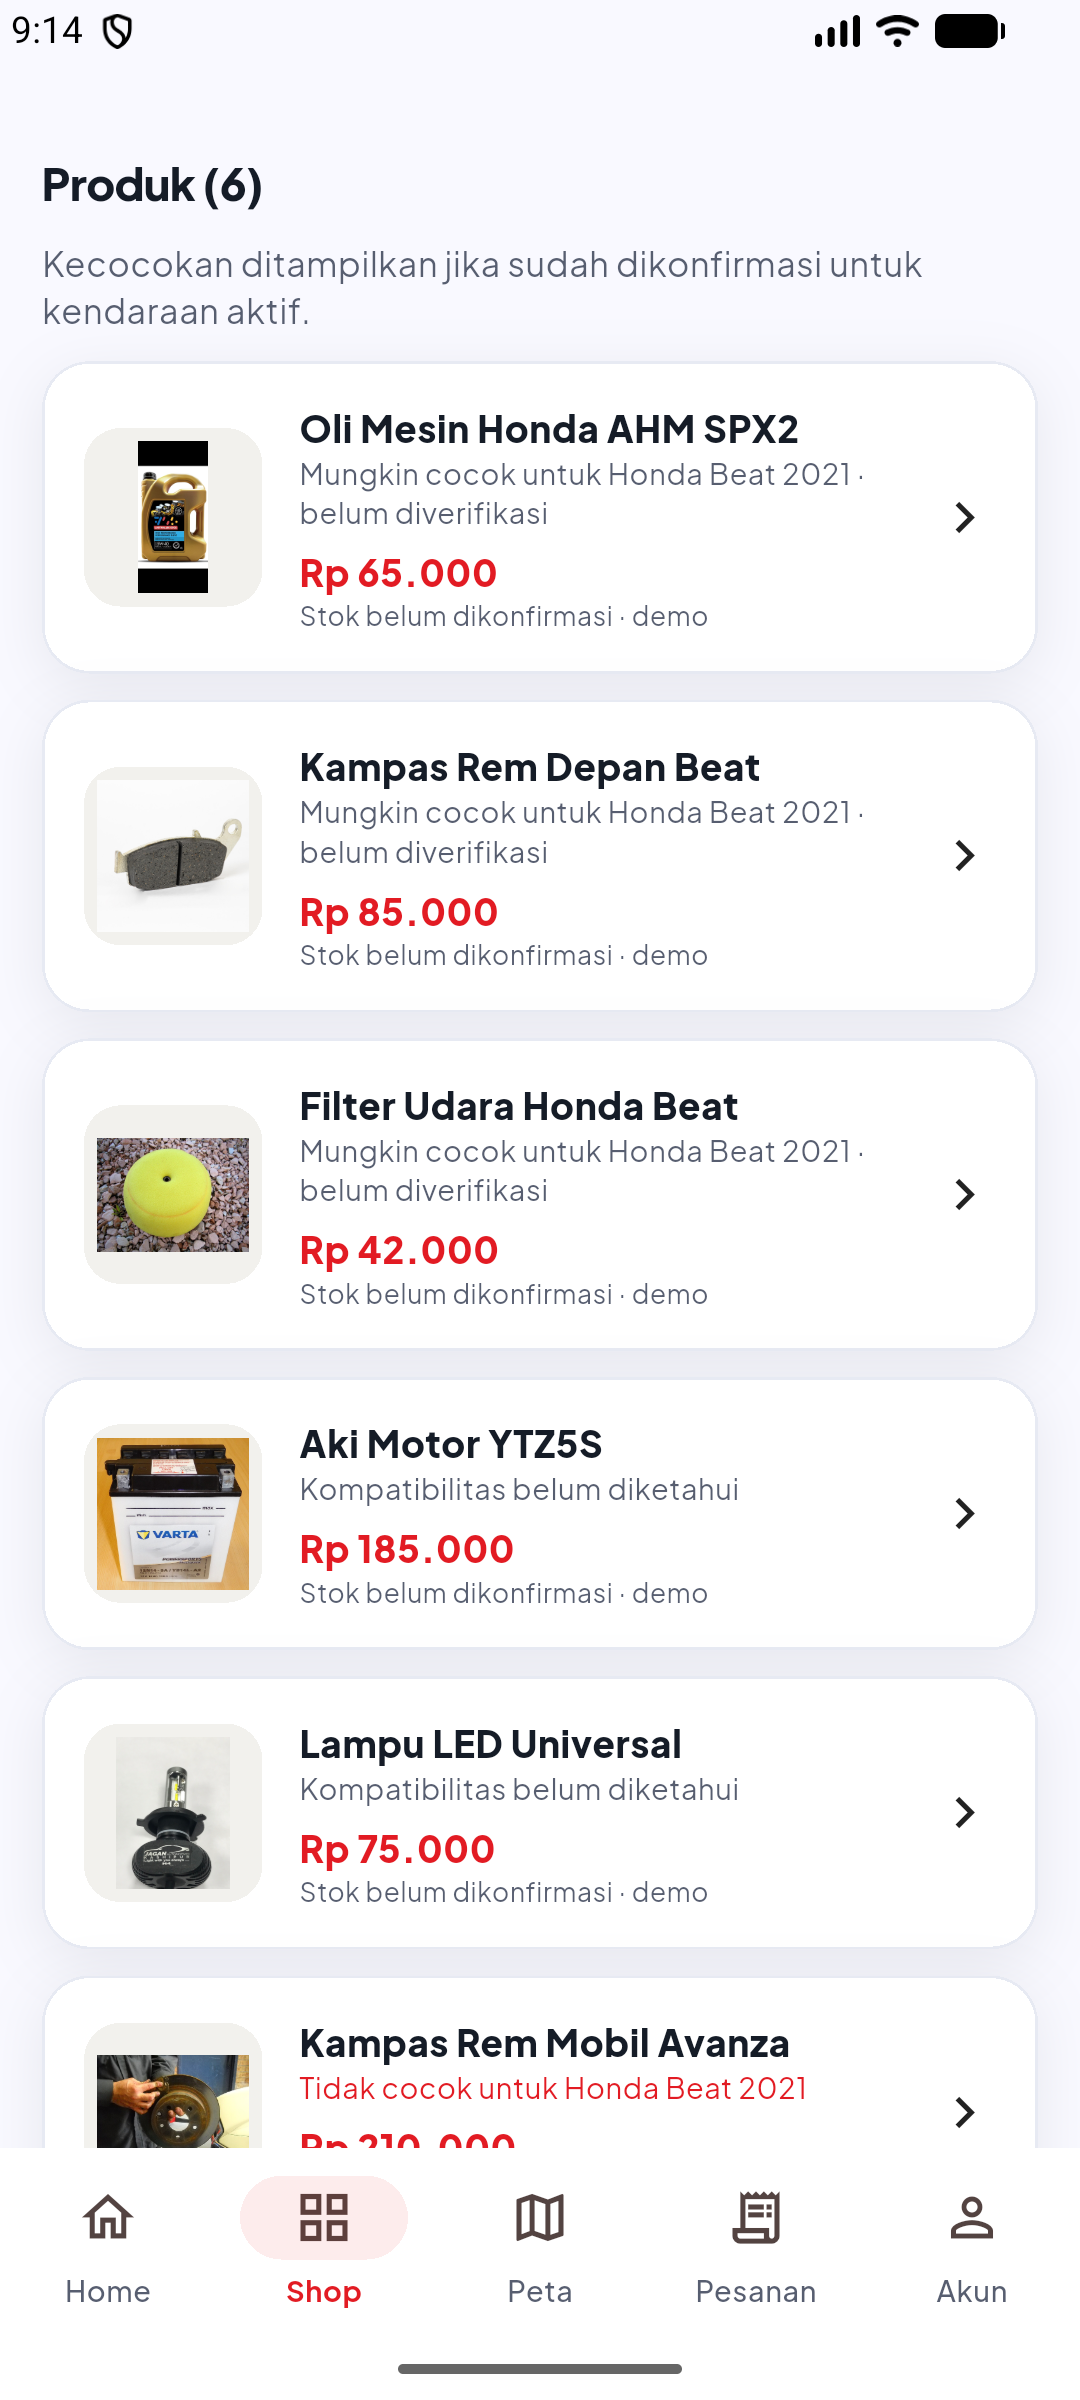 9:14
Produk (6)
Kecocokan ditampilkan jika sudah dikonfirmasi untuk
kendaraan aktif.
Oli Mesin Honda AHM SPX2
Mungkin cocok untuk Honda Beat 2021 ·
belum diverifikasi
Rp 65.000
Stok belum dikonfirmasi · demo
Kampas Rem Depan Beat
Mungkin cocok untuk Honda Beat 2021 ·
belum diverifikasi
Rp 85.000
Stok belum dikonfirmasi · demo
Filter Udara Honda Beat
Mungkin cocok untuk Honda Beat 2021 ·
belum diverifikasi
Rp 42.000
Stok belum dikonfirmasi · demo
VARTA
Aki Motor YTZ5S
Kompatibilitas belum diketahui
Rp 185.000
Stok belum dikonfirmasi · demo
Lampu LED Universal
Kompatibilitas belum diketahui
Rp 75.000
Stok belum dikonfirmasi · demo
Kampas Rem Mobil Avanza
Tidak cocok untuk Honda Beat 2021
Rp 210.000
Home
Shop
Peta
Pesanan
Akun